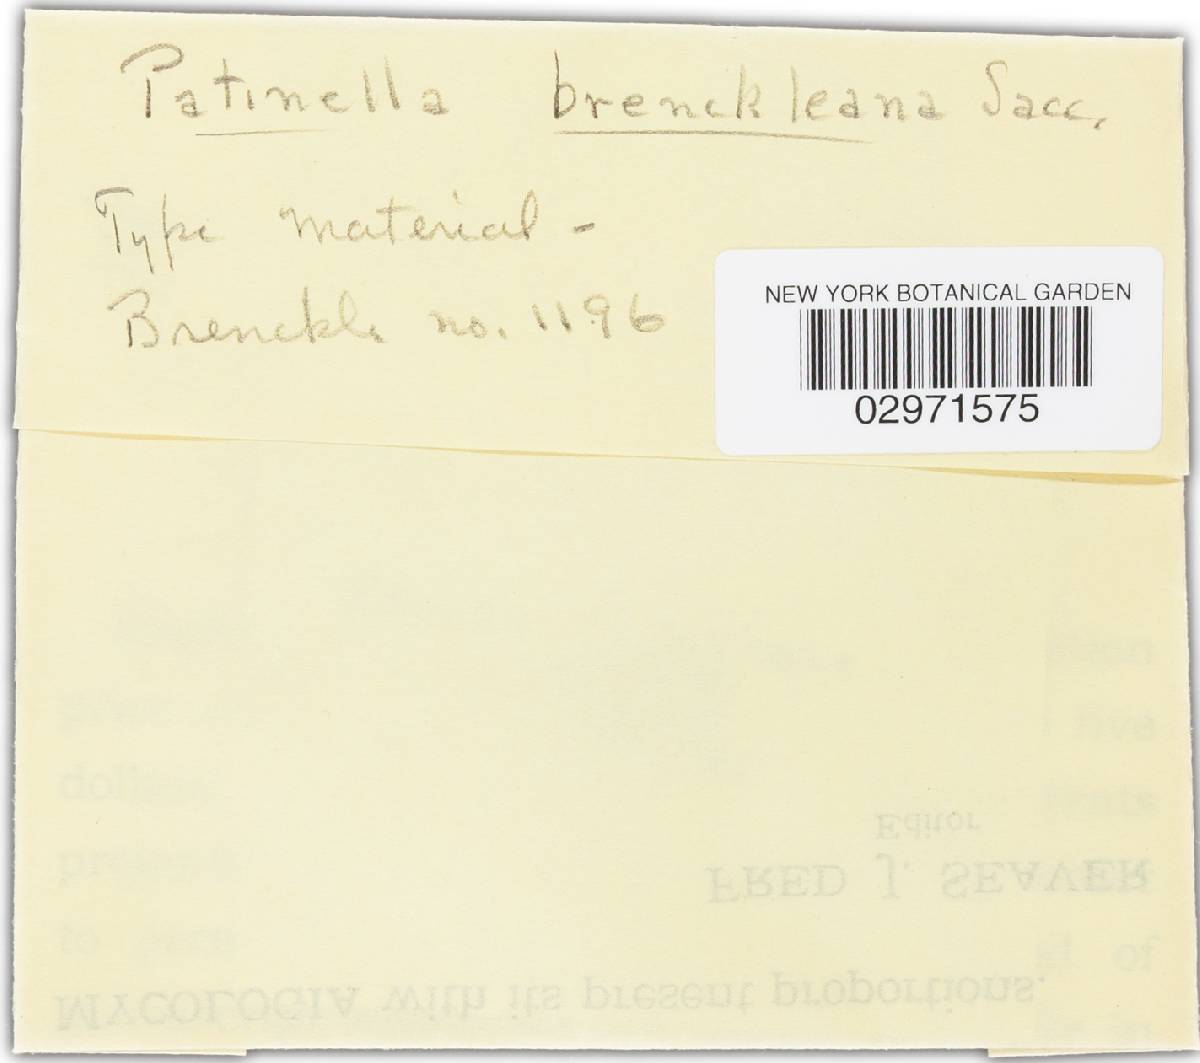 Patinella brenckleana Sacc.
Type material -
Brenckle no. 1196
NEW YORK BOTANICAL GARDEN
02971575
Editor
FRED J. SEAVER
MYCOLOGIA with its present proportions.